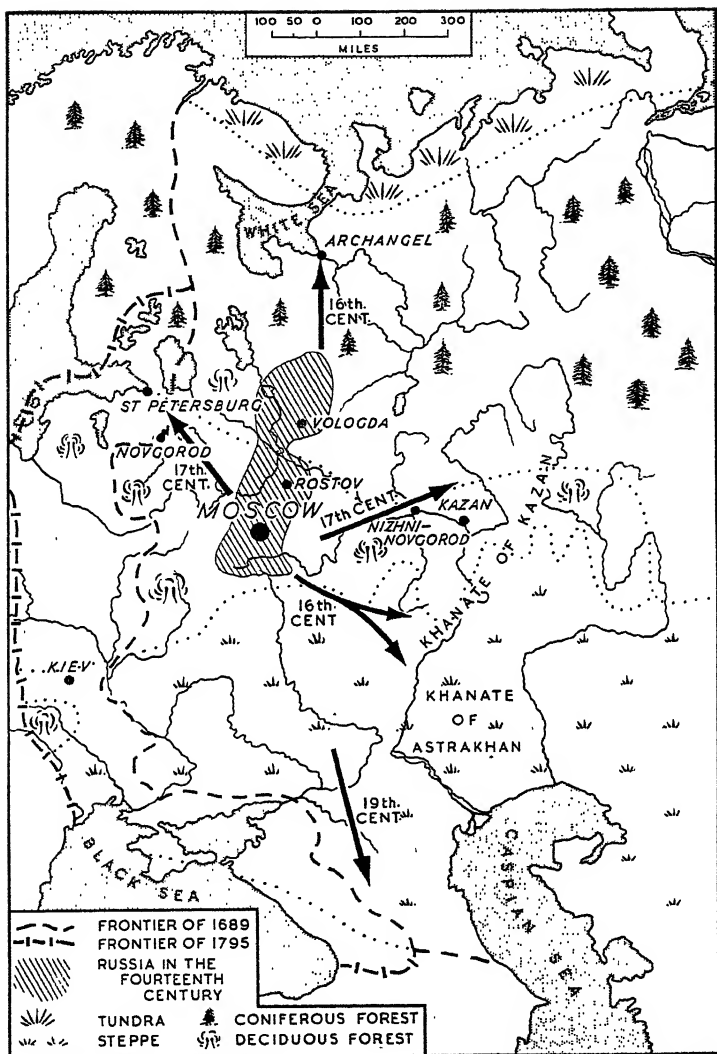 100 50 0 100 200 300
MILES
WHITE SEA
ARCHANGEL
16th.
CENT.
ST PETERSBURG
VOLOGDA
NOVGOROD
17th
CENT.
ROSTOV
MOSCOW
17th CENT.
KAZAN
NIZHNI-
NOVGOROD
KHANATE OF KAZAN
16th
CENT
KIEV
KHANATE
OF
ASTRAKHAN
19th.
CENT.
BLACK SEA
CASPIAN SEA
FRONTIER OF 1689
FRONTIER OF 1795
RUSSIA IN THE
FOURTEENTH
CENTURY
TUNDRA
CONIFEROUS FOREST
STEPPE
DECIDUOUS FOREST